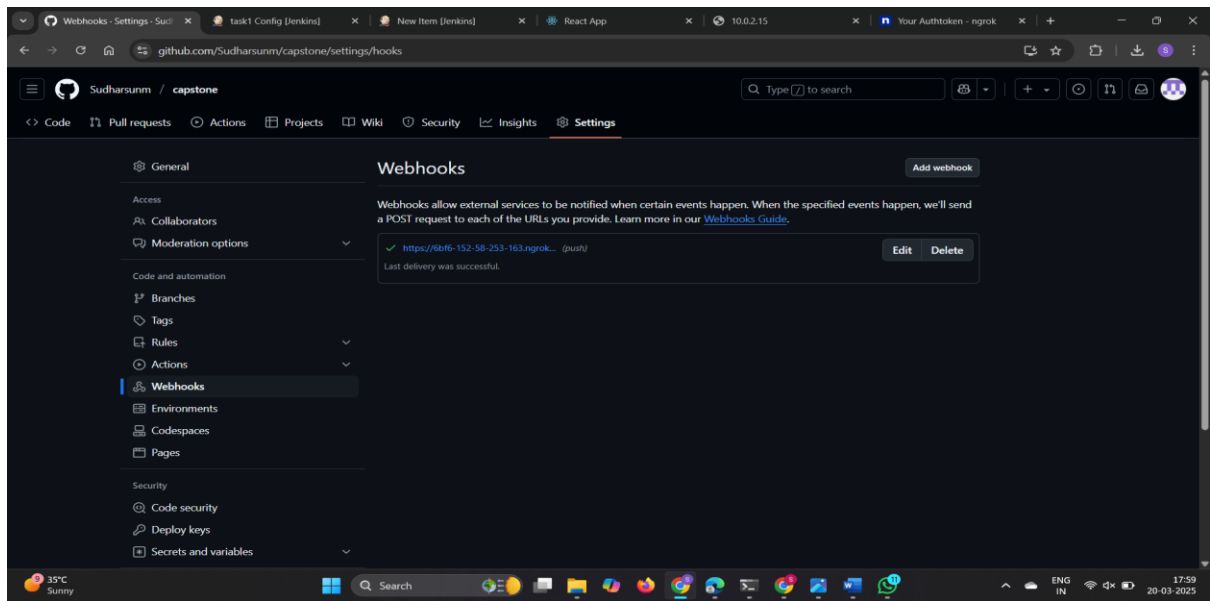 Webhooks - Settings - Sudh
task1 Config [Jenkins]
New Item [Jenkins]
React App
10.0.2.15
Your Authtoken - ngrok
github.com/Sudharsunm/capstone/settings/hooks
Sudharsunm / capstone
Type / to search
Code Pull requests Actions Projects Wiki Security Insights Settings
General
Access
Collaborators
Moderation options
Code and automation
Branches
Tags
Rules
Actions
Webhooks
Environments
Codespaces
Pages
Security
Code security
Deploy keys
Secrets and variables
Webhooks
Add webhook
Webhooks allow external services to be notified when certain events happen. When the specified events happen, we'll send
a POST request to each of the URLs you provide. Learn more in our Webhooks Guide.
https://6bf6-152-58-253-163.ngrok... (push)
Edit Delete
Last delivery was successful.
9
35°C
Sunny
Search
11
ENG
IN
17:59
20-03-2025